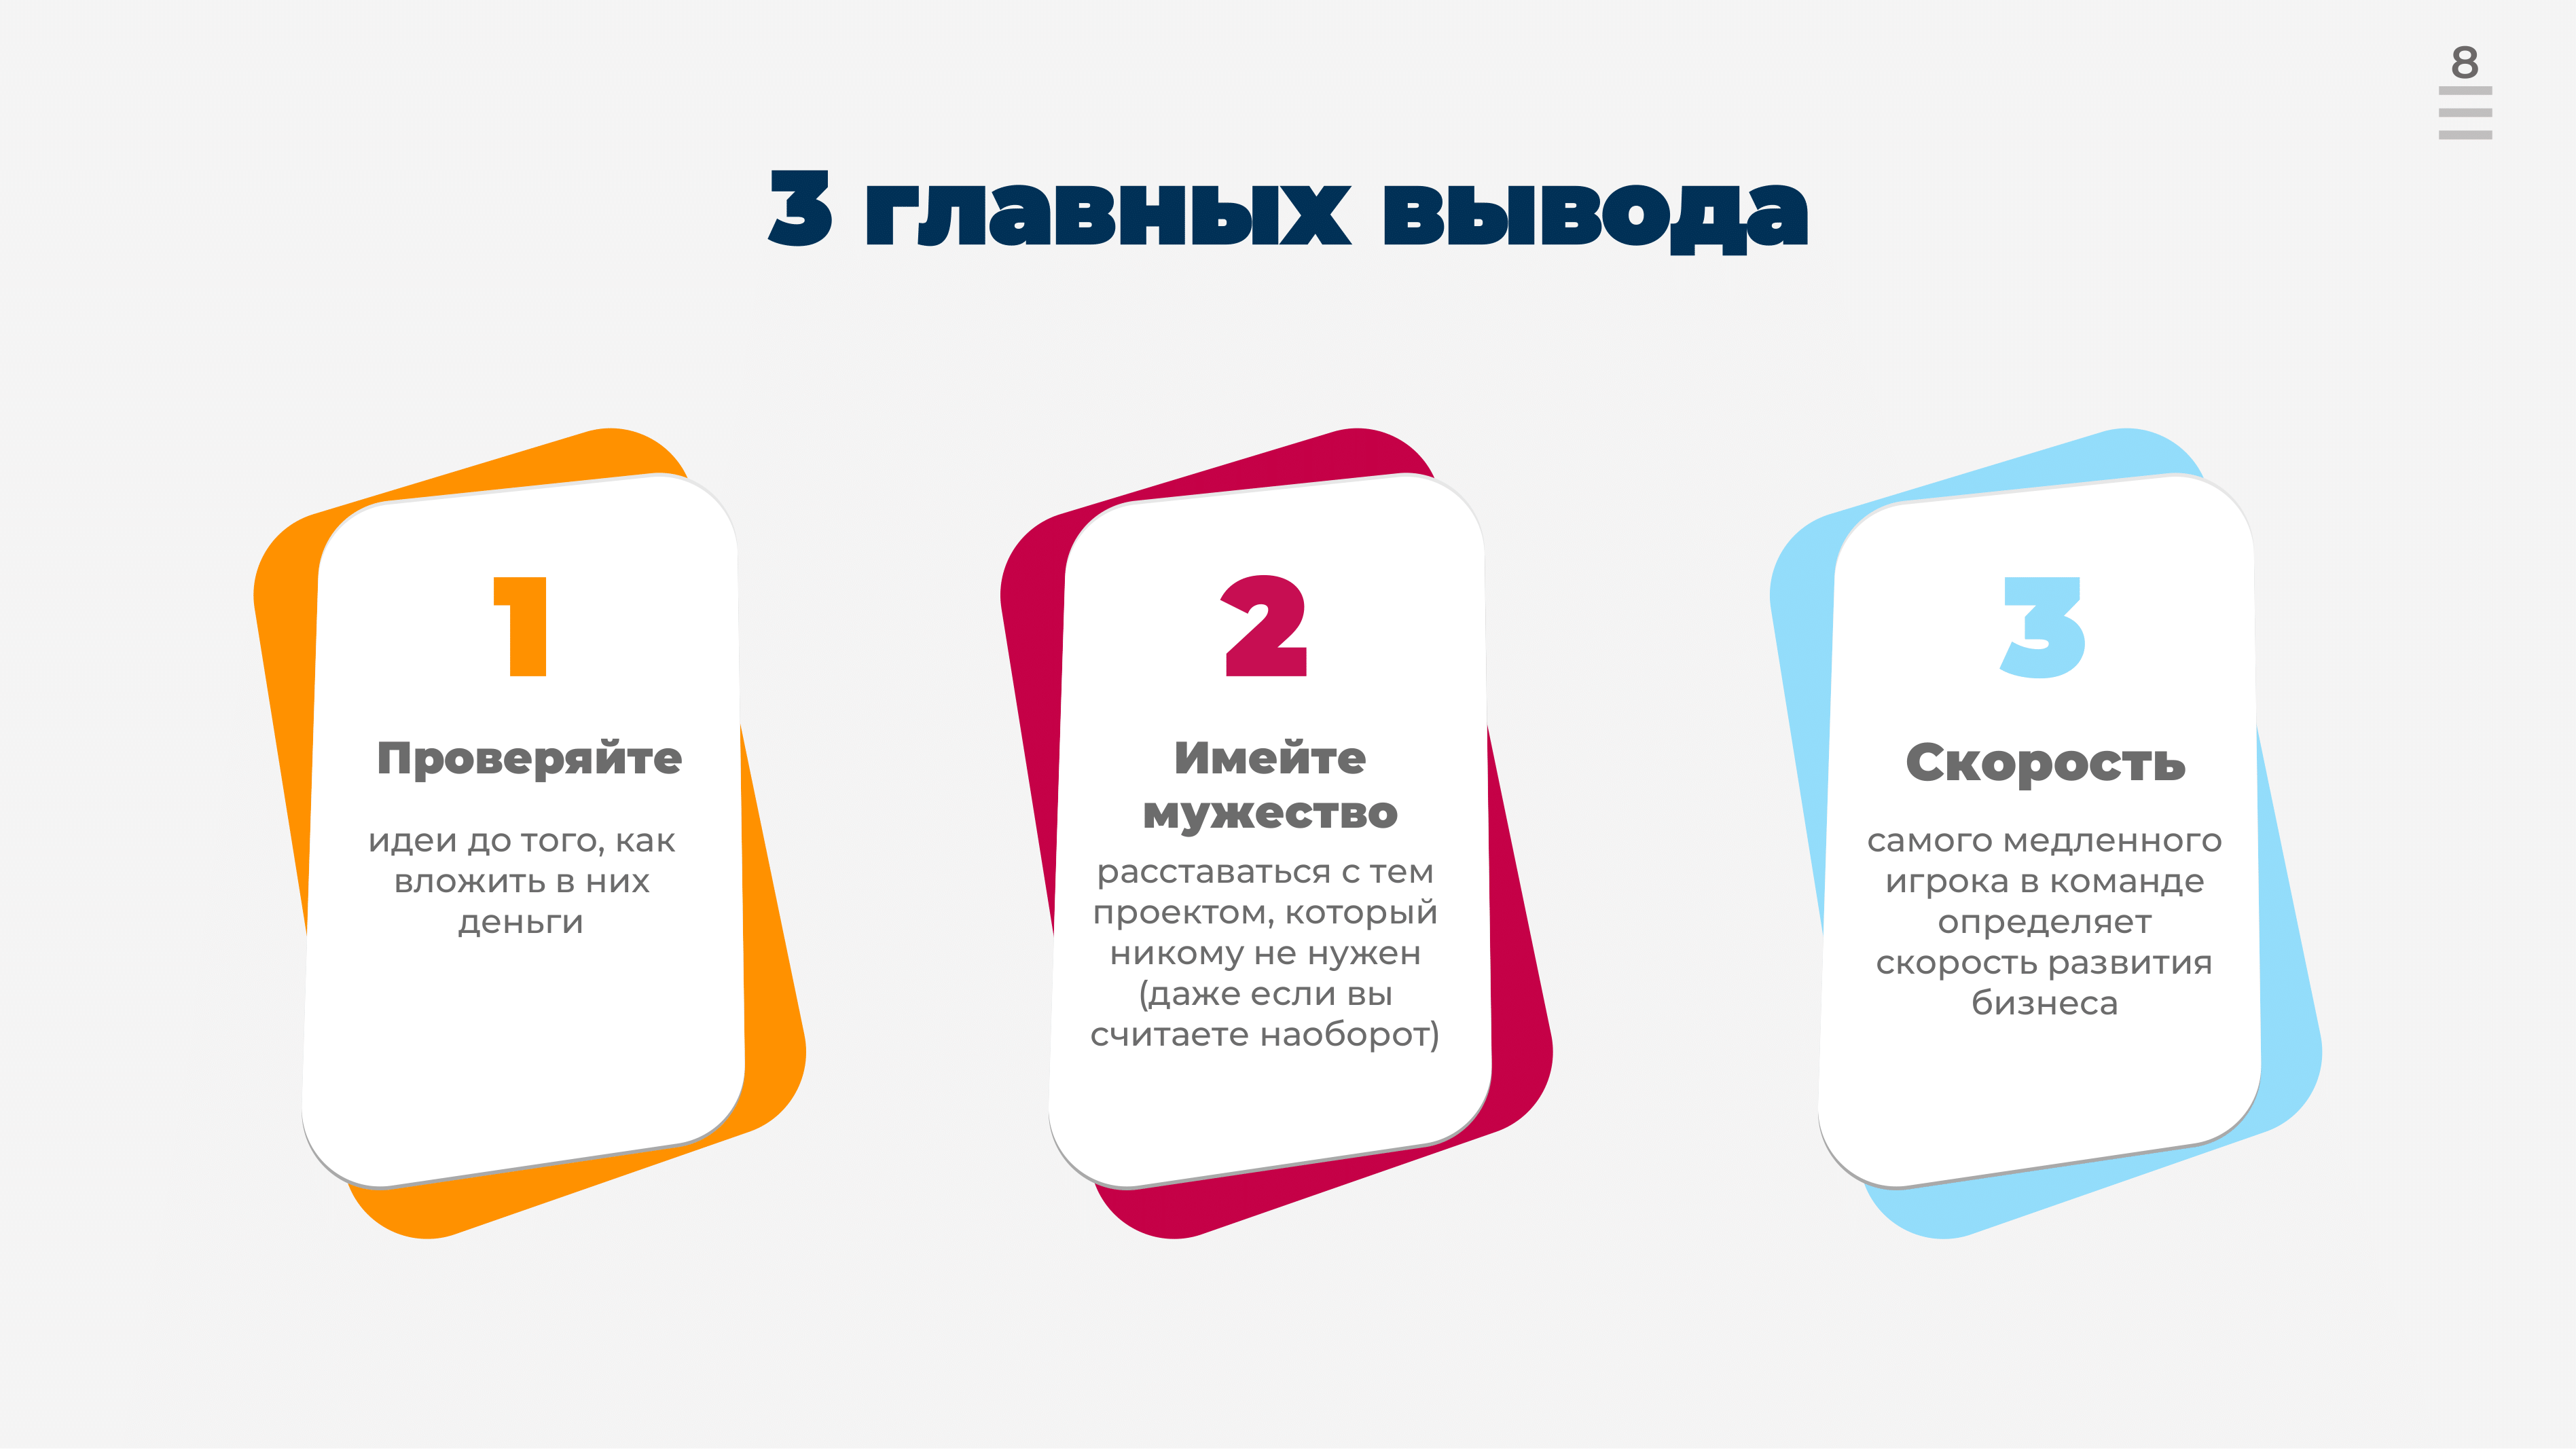 8
3 главных вывода
1
Проверяйте
идеи до того, как
вложить в них
деньги
2
Имейте
мужество
расставаться с тем
проектом, который
никому не нужен
(даже если вы
считаете наоборот)
3
Скорость
самого медленного
игрока в команде
определяет
скорость развития
бизнеса